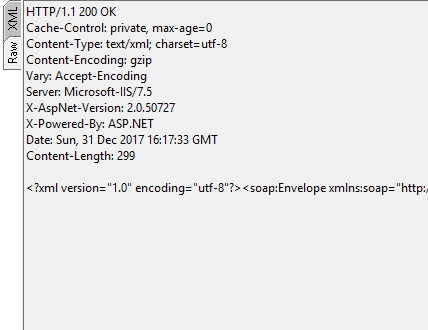 XML
Raw
HTTP/1.1 200 OK
Cache-Control: private, max-age=0
Content-Type: text/xml; charset=utf-8
Content-Encoding: gzip
Vary: Accept-Encoding
Server: Microsoft-IIS/7.5
X-AspNet-Version: 2.0.50727
X-Powered-By: ASP.NET
Date: Sun, 31 Dec 2017 16:17:33 GMT
Content-Length: 299
<?xml version="1.0" encoding="utf-8"?><soap:Envelope xmlns:soap="http:/